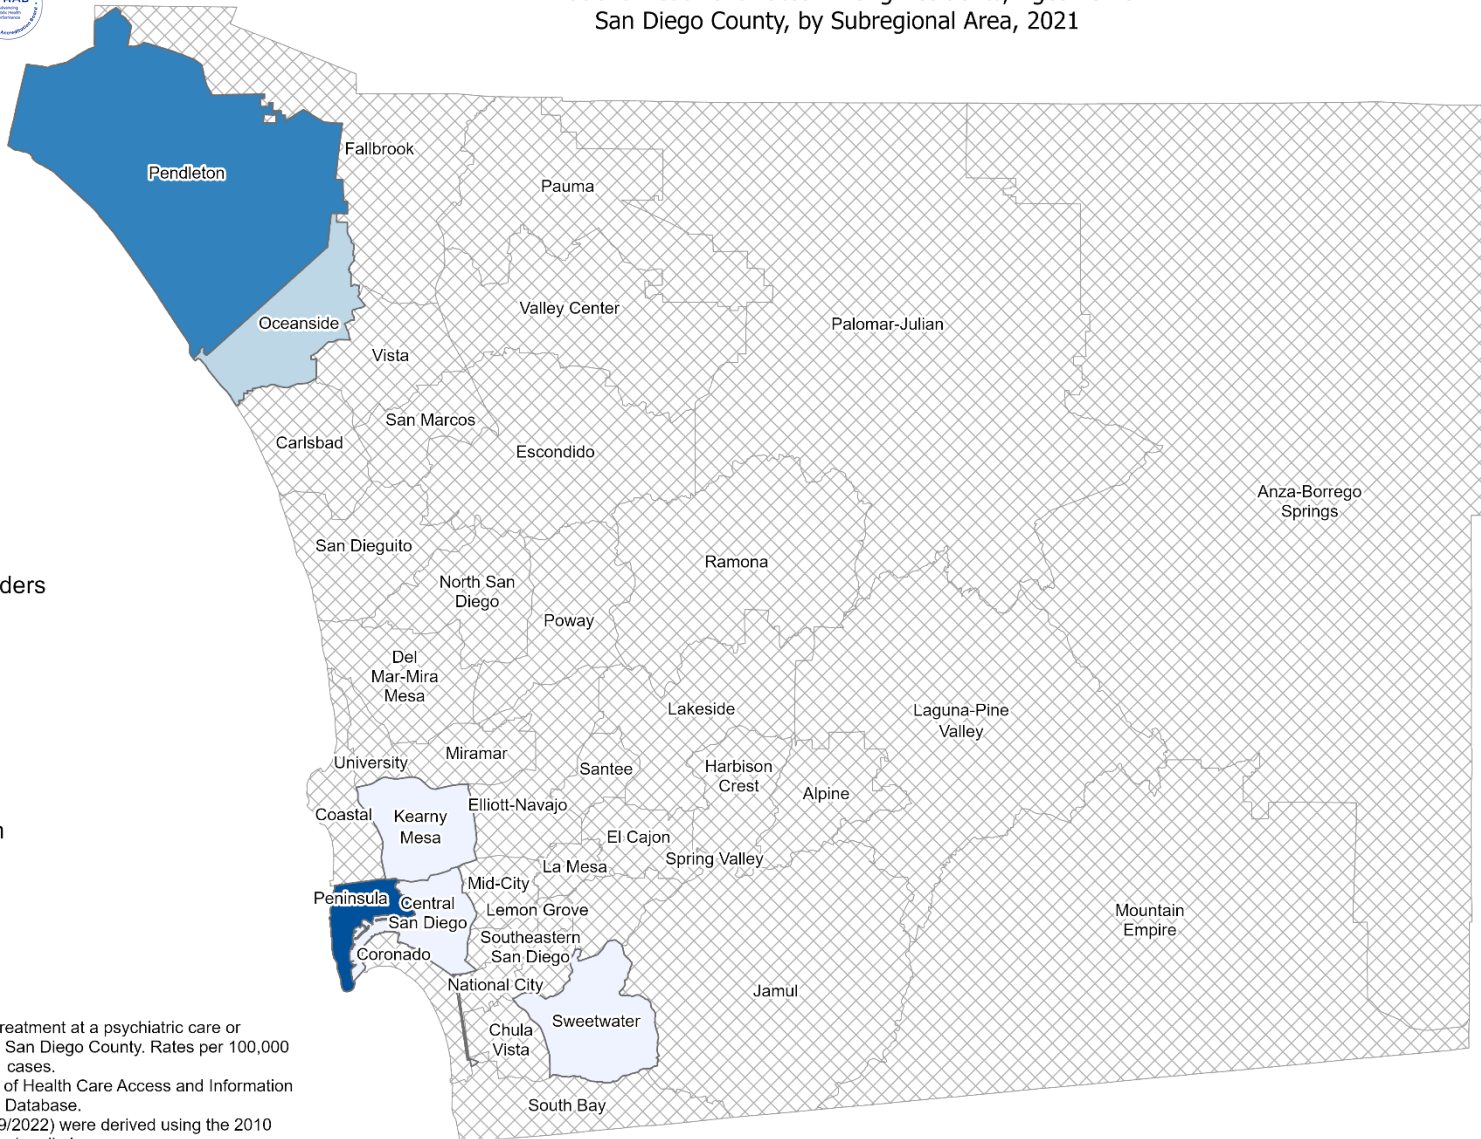 San Diego County, by Subregional Area, 2021
Fallbrook
Pendleton
Pauma
Oceanside
Valley Center
Palomar-Julian
Vista
San Marcos
Carlsbad
Escondido
Anza-Borrego
Springs
San Dieguito
Ramona
North San
Diego
Poway
ders
Del
Mar-Mira
Mesa
Lakeside
Laguna-Pine
Valley
Miramar
University
Santee
Harbison
Crest
Alpine
Elliott-Navajo
Coastal
Kearny
Mesa
El Cajon
Spring Valley
La Mesa
Mid-City
Peninsula
Central
San Diego
Lemon Grove
Mountain
Empire
Southeastern
San Diego
Coronado
National City
Jamul
Sweetwater
Chula
Vista
South Bay
reatment at a psychiatric care or
San Diego County. Rates per 100,000
cases.
of Health Care Access and Information
Database.
9/2022) were derived using the 2010